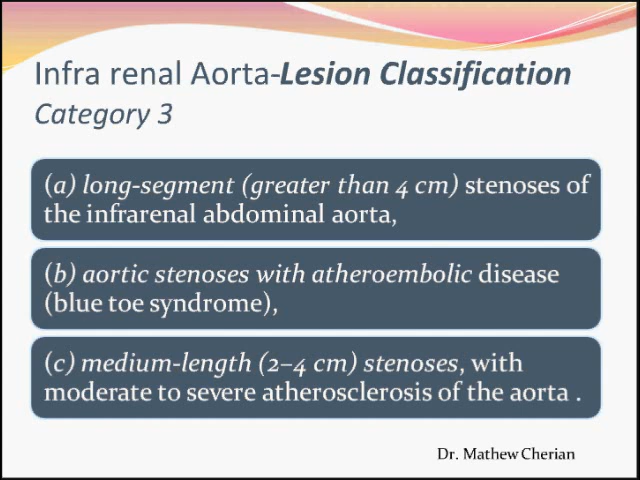 Infra renal Aorta-Lesion Classification
Category 3
(a) long-segment (greater than 4 cm) stenoses of
the infrarenal abdominal aorta,
(b) aortic stenoses with atheroembolic disease
(blue toe syndrome),
(c) medium-length (2–4 cm) stenoses, with
moderate to severe atherosclerosis of the aorta .
Dr. Mathew Cherian